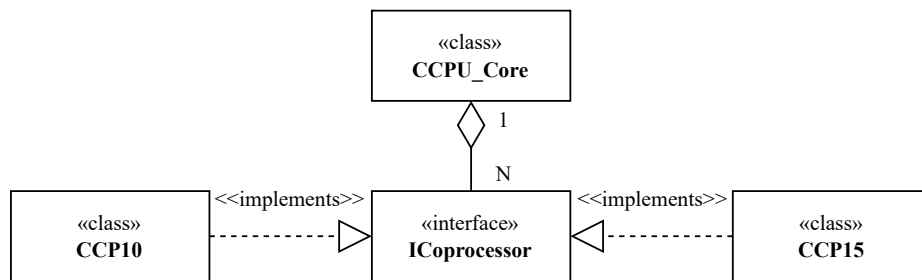 «class»
CCPU_Core
1
N
<<implements>>
<<implements>>
«class»
CCP10
«interface»
ICoprocessor
«class»
CCP15